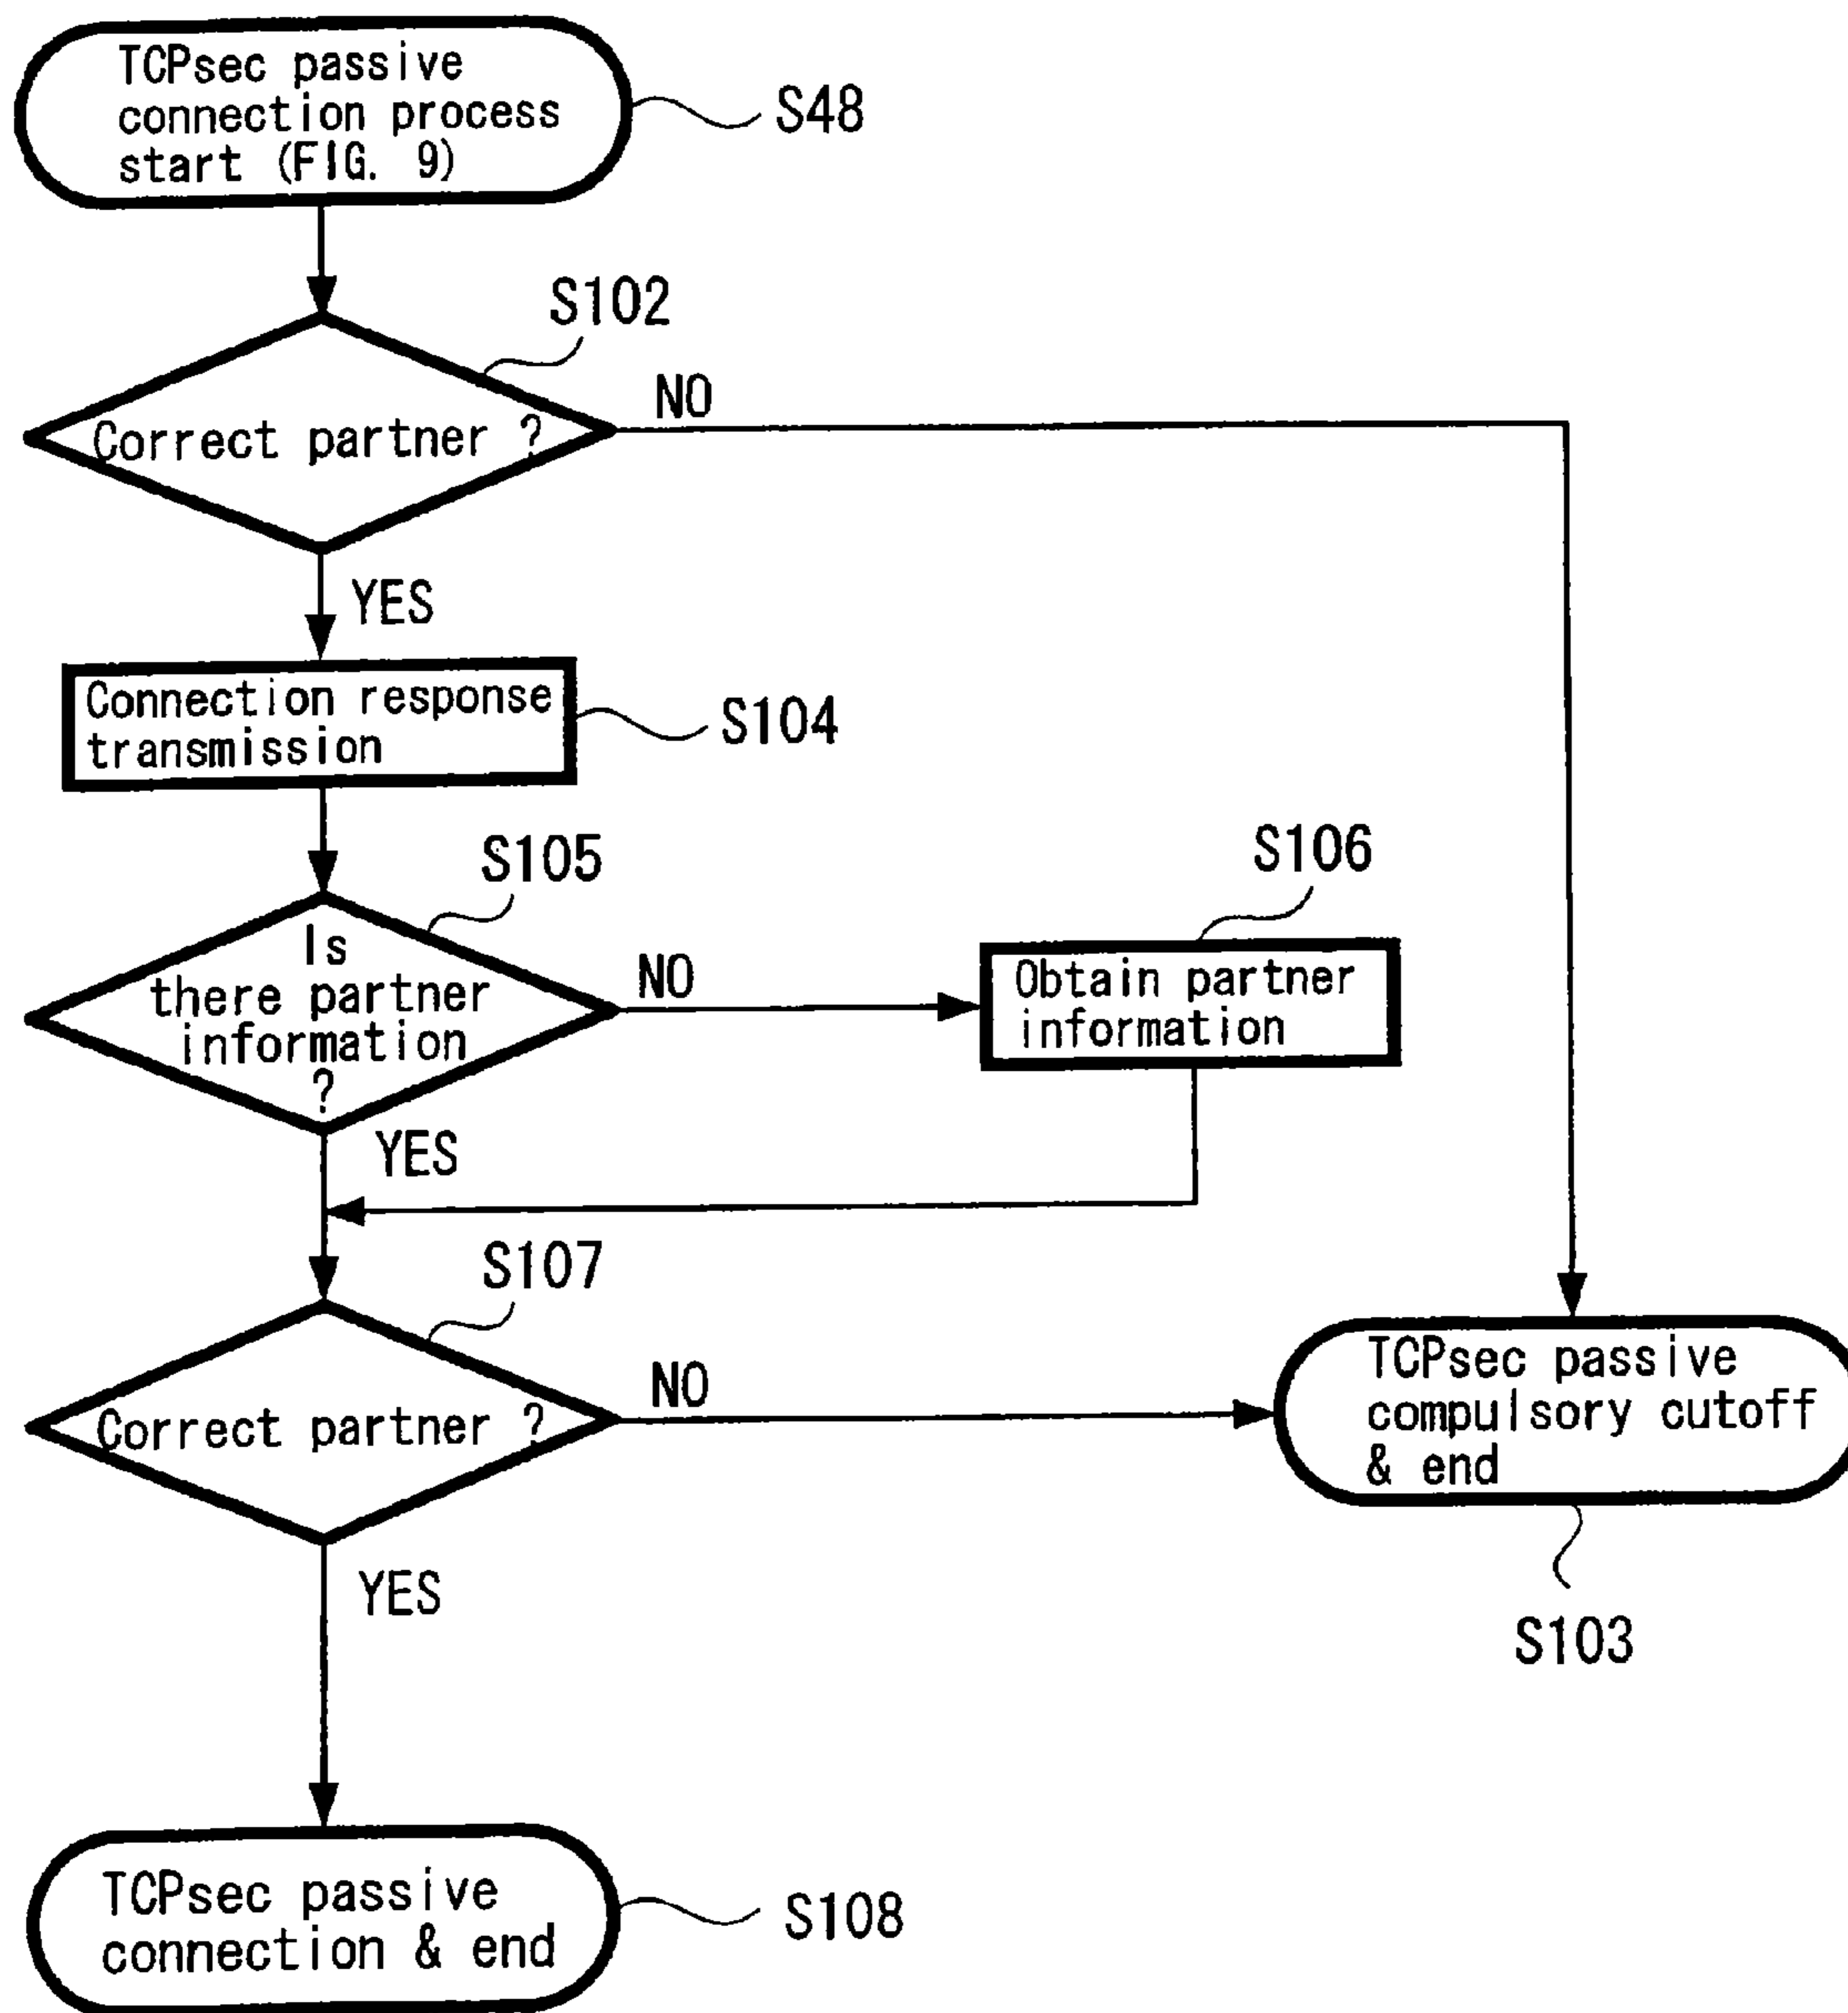 TCPsec passive
connection process
start (FIG. 9)
S48
S102
Correct partner ?
NO
YES
Connection response
transmission
S104
S105
Is
there partner
information
?
NO
S106
Obtain partner
information
YES
S107
Correct partner ?
NO
TCPsec passive
compulsory cutoff
& end
S103
YES
TCPsec passive
connection & end
S108